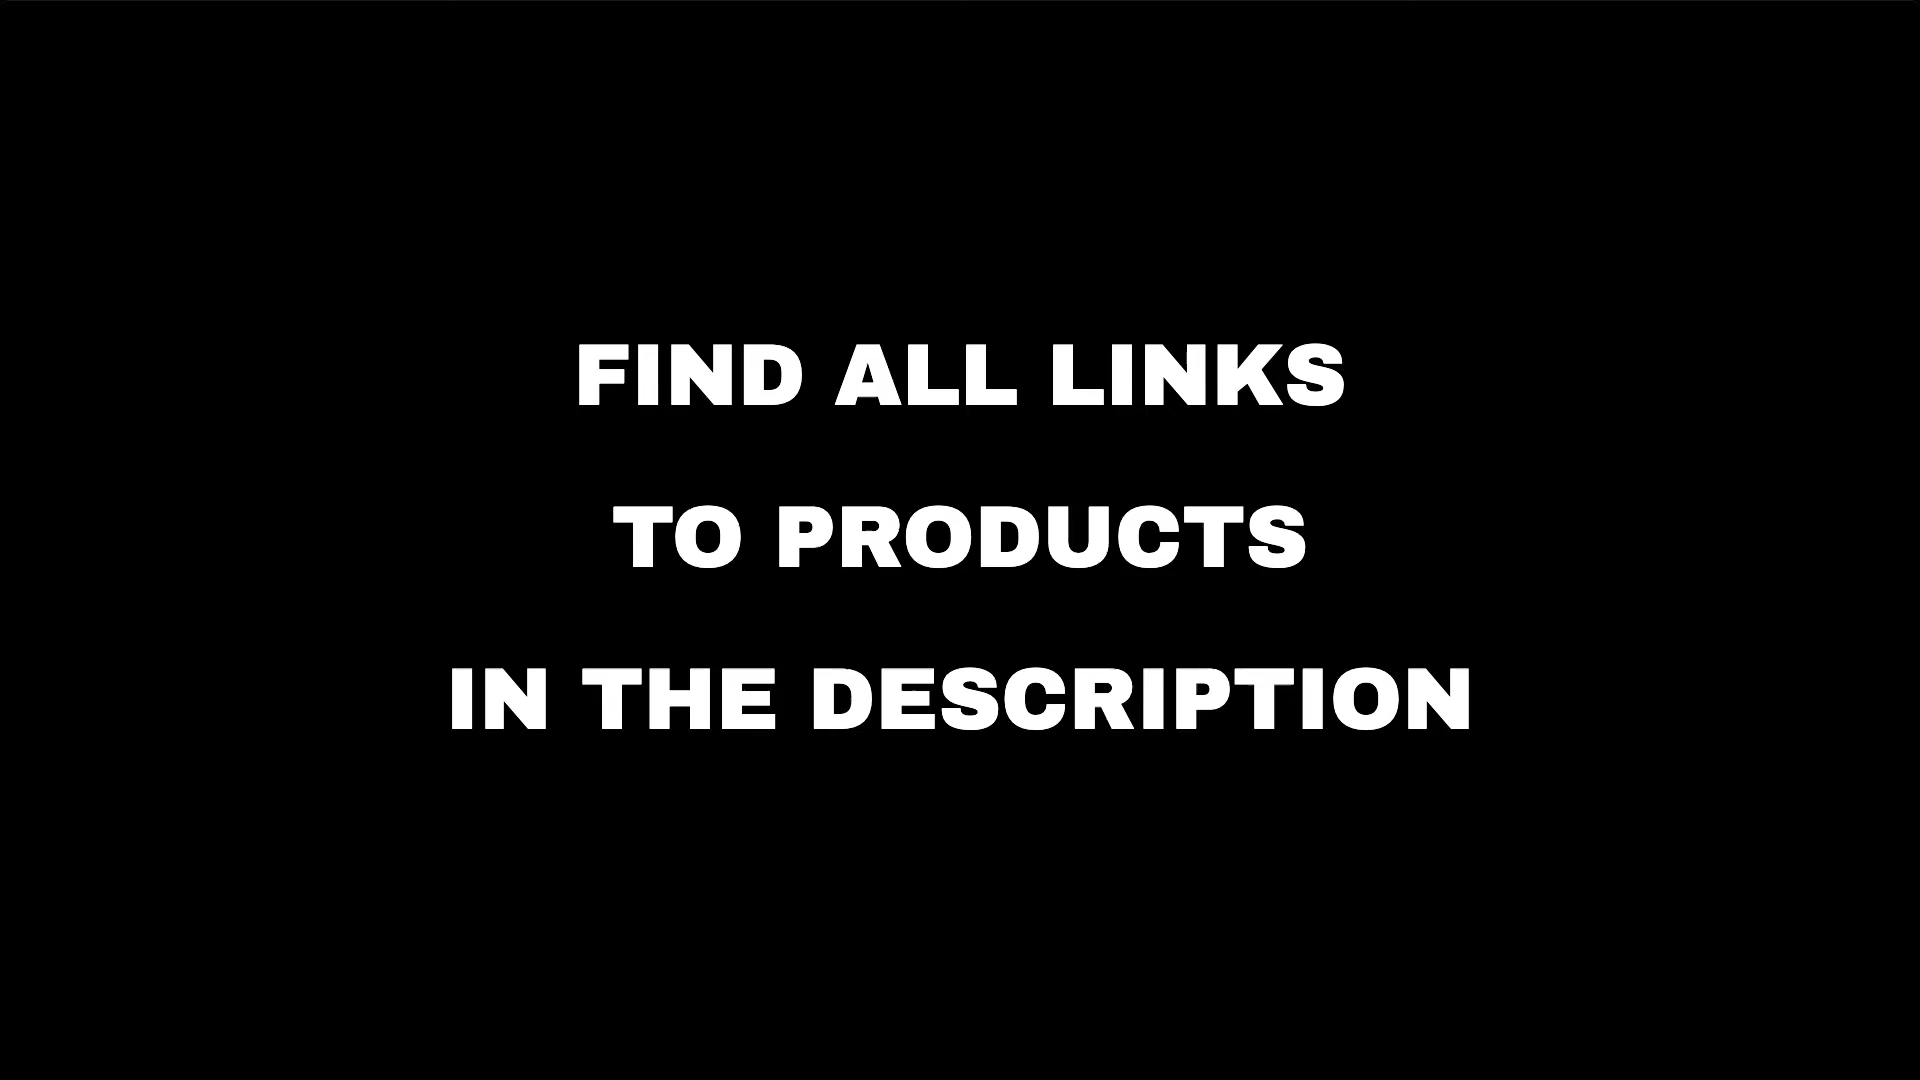 FIND ALL LINKS
TO PRODUCTS
IN THE DESCRIPTION